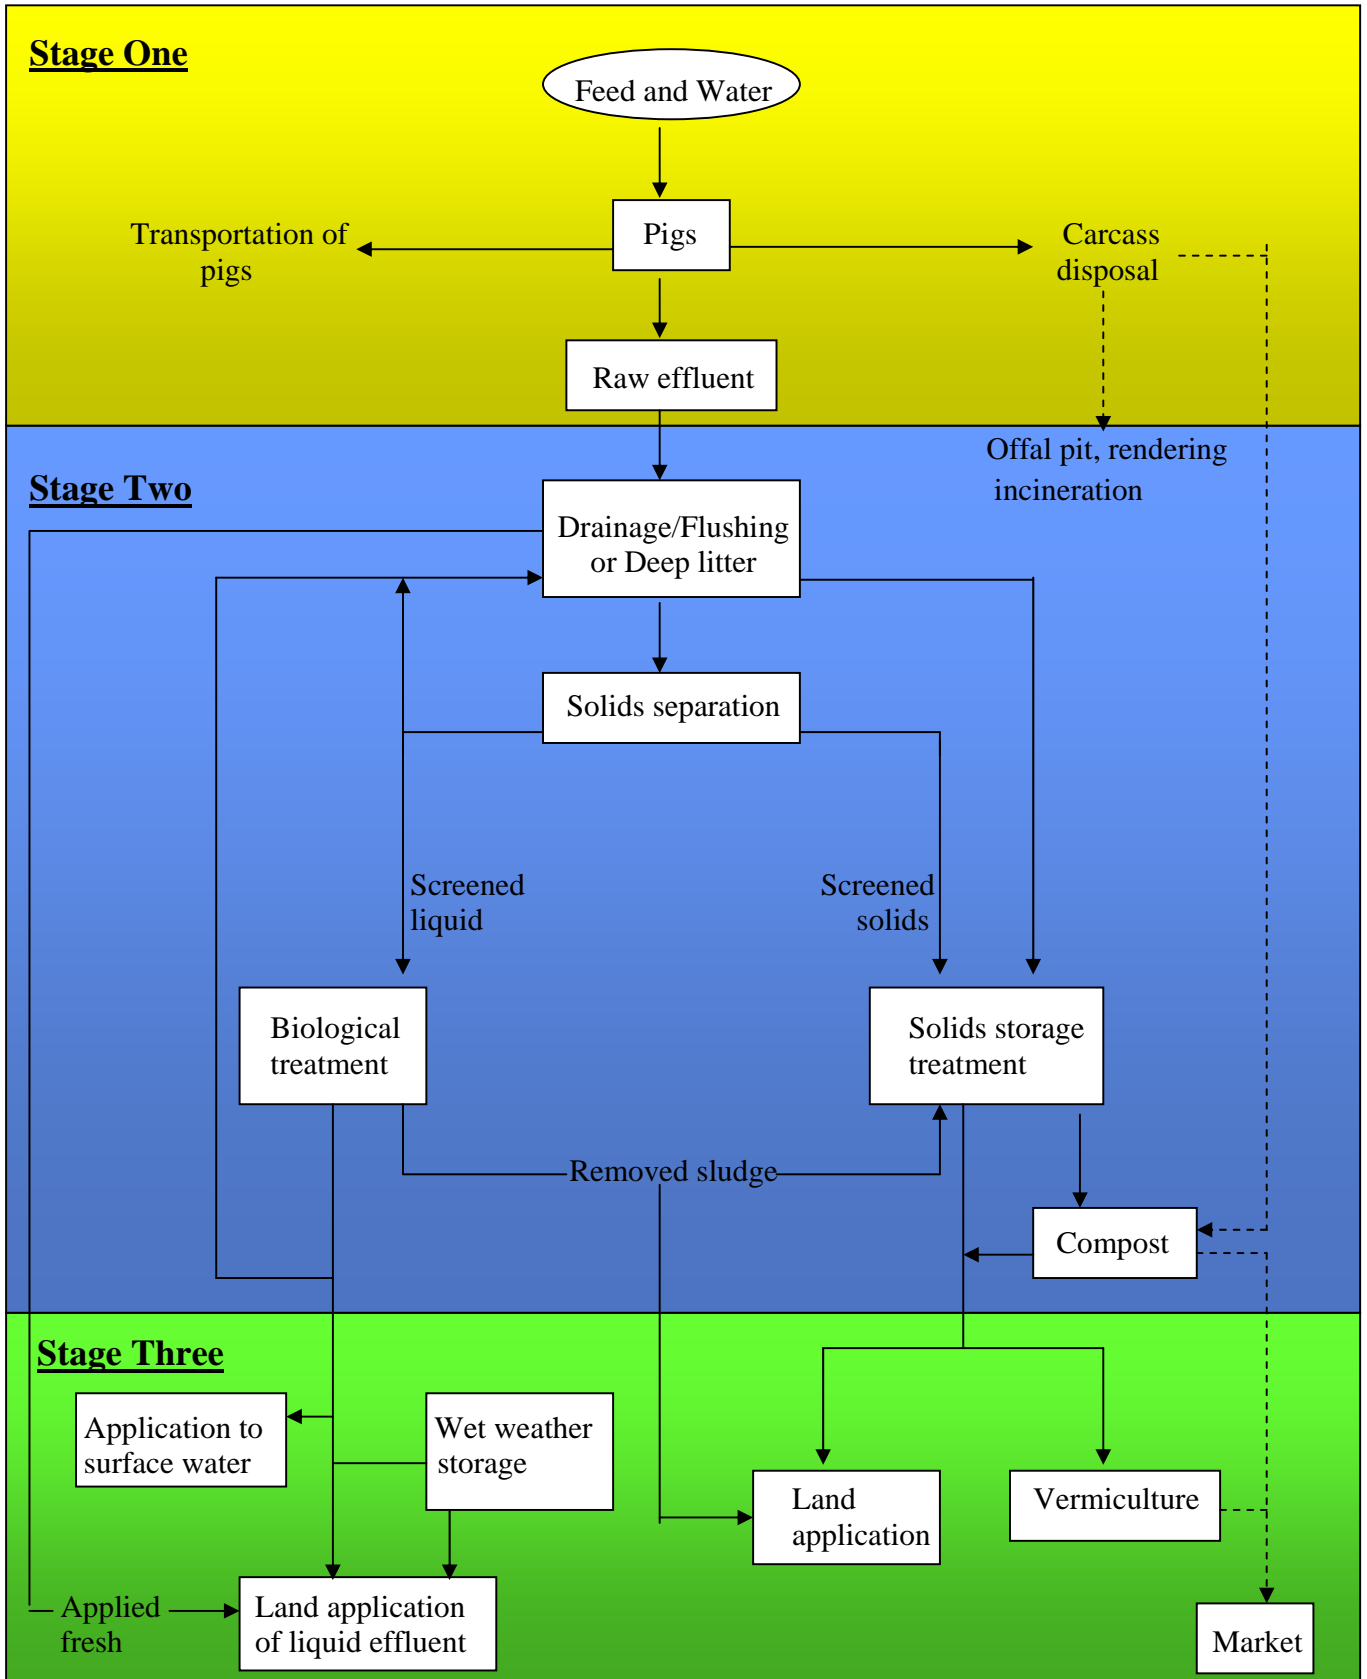 Stage One
Feed and Water
Transportation of
pigs
Pigs
Carcass
disposal
Raw effluent
Offal pit, rendering
incineration
Stage Two
Drainage/Flushing
or Deep litter
Solids separation
Screened
liquid
Screened
solids
Biological
treatment
Solids storage
treatment
Removed sludge
Compost
Stage Three
Application to
surface water
Wet weather
storage
Land
application
Vermiculture
Applied
fresh
Land application
of liquid effluent
Market